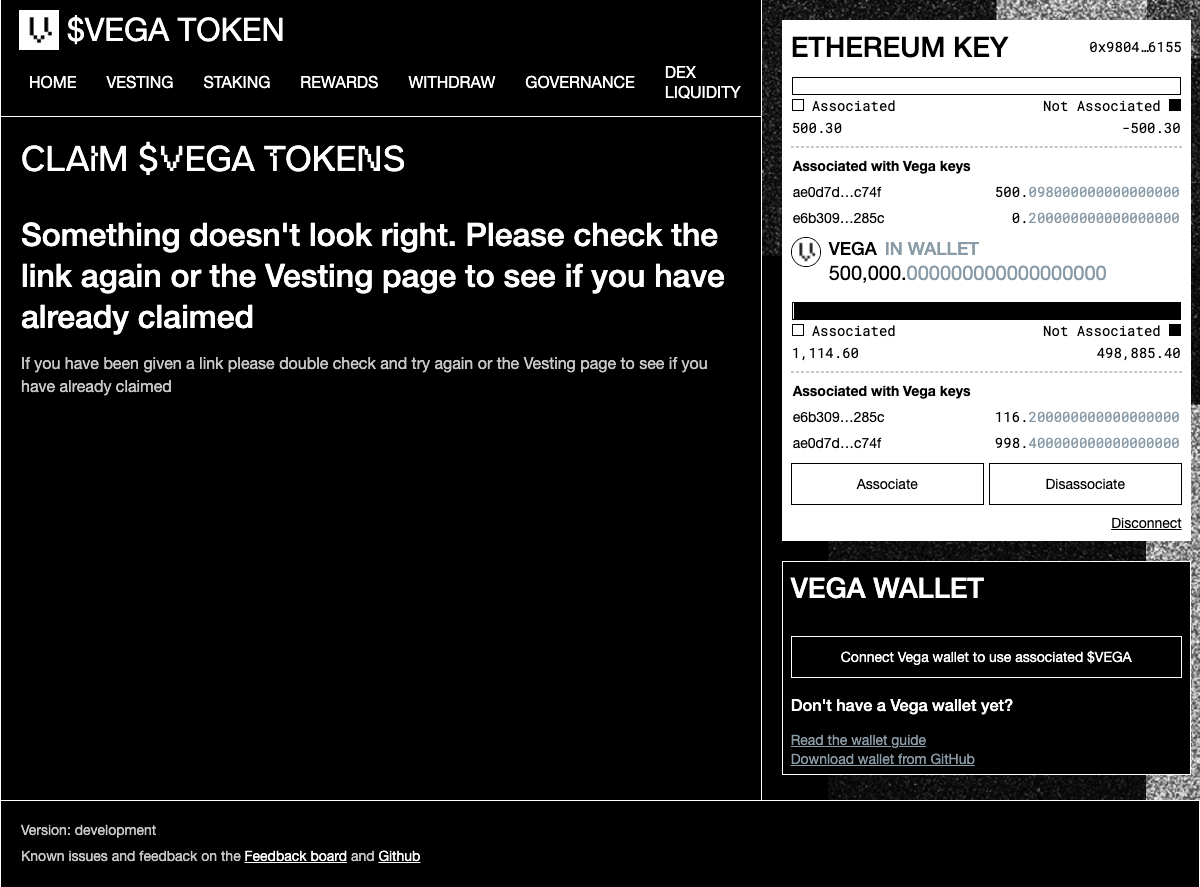 $VEGA TOKEN
HOME VESTING STAKING REWARDS WITHDRAW GOVERNANCE DEX LIQUIDITY
CLAIM $VEGA TOKENS
Something doesn't look right. Please check the
link again or the Vesting page to see if you have
already claimed
If you have been given a link please double check and try again or the Vesting page to see if you
have already claimed
ETHEREUM KEY 0x9804…6155
Associated Not Associated
500.30 -500.30
Associated with Vega keys
ae0d7d…c74f 500.098000000000000000
e6b309…285c 0.200000000000000000
VEGA IN WALLET
500,000.000000000000000000
Associated Not Associated
1,114.60 498,885.40
Associated with Vega keys
e6b309…285c 116.200000000000000000
ae0d7d…c74f 998.400000000000000000
Associate Disassociate
Disconnect
VEGA WALLET
Connect Vega wallet to use associated $VEGA
Don't have a Vega wallet yet?
Read the wallet guide
Download wallet from GitHub
Version: development
Known issues and feedback on the Feedback board and Github